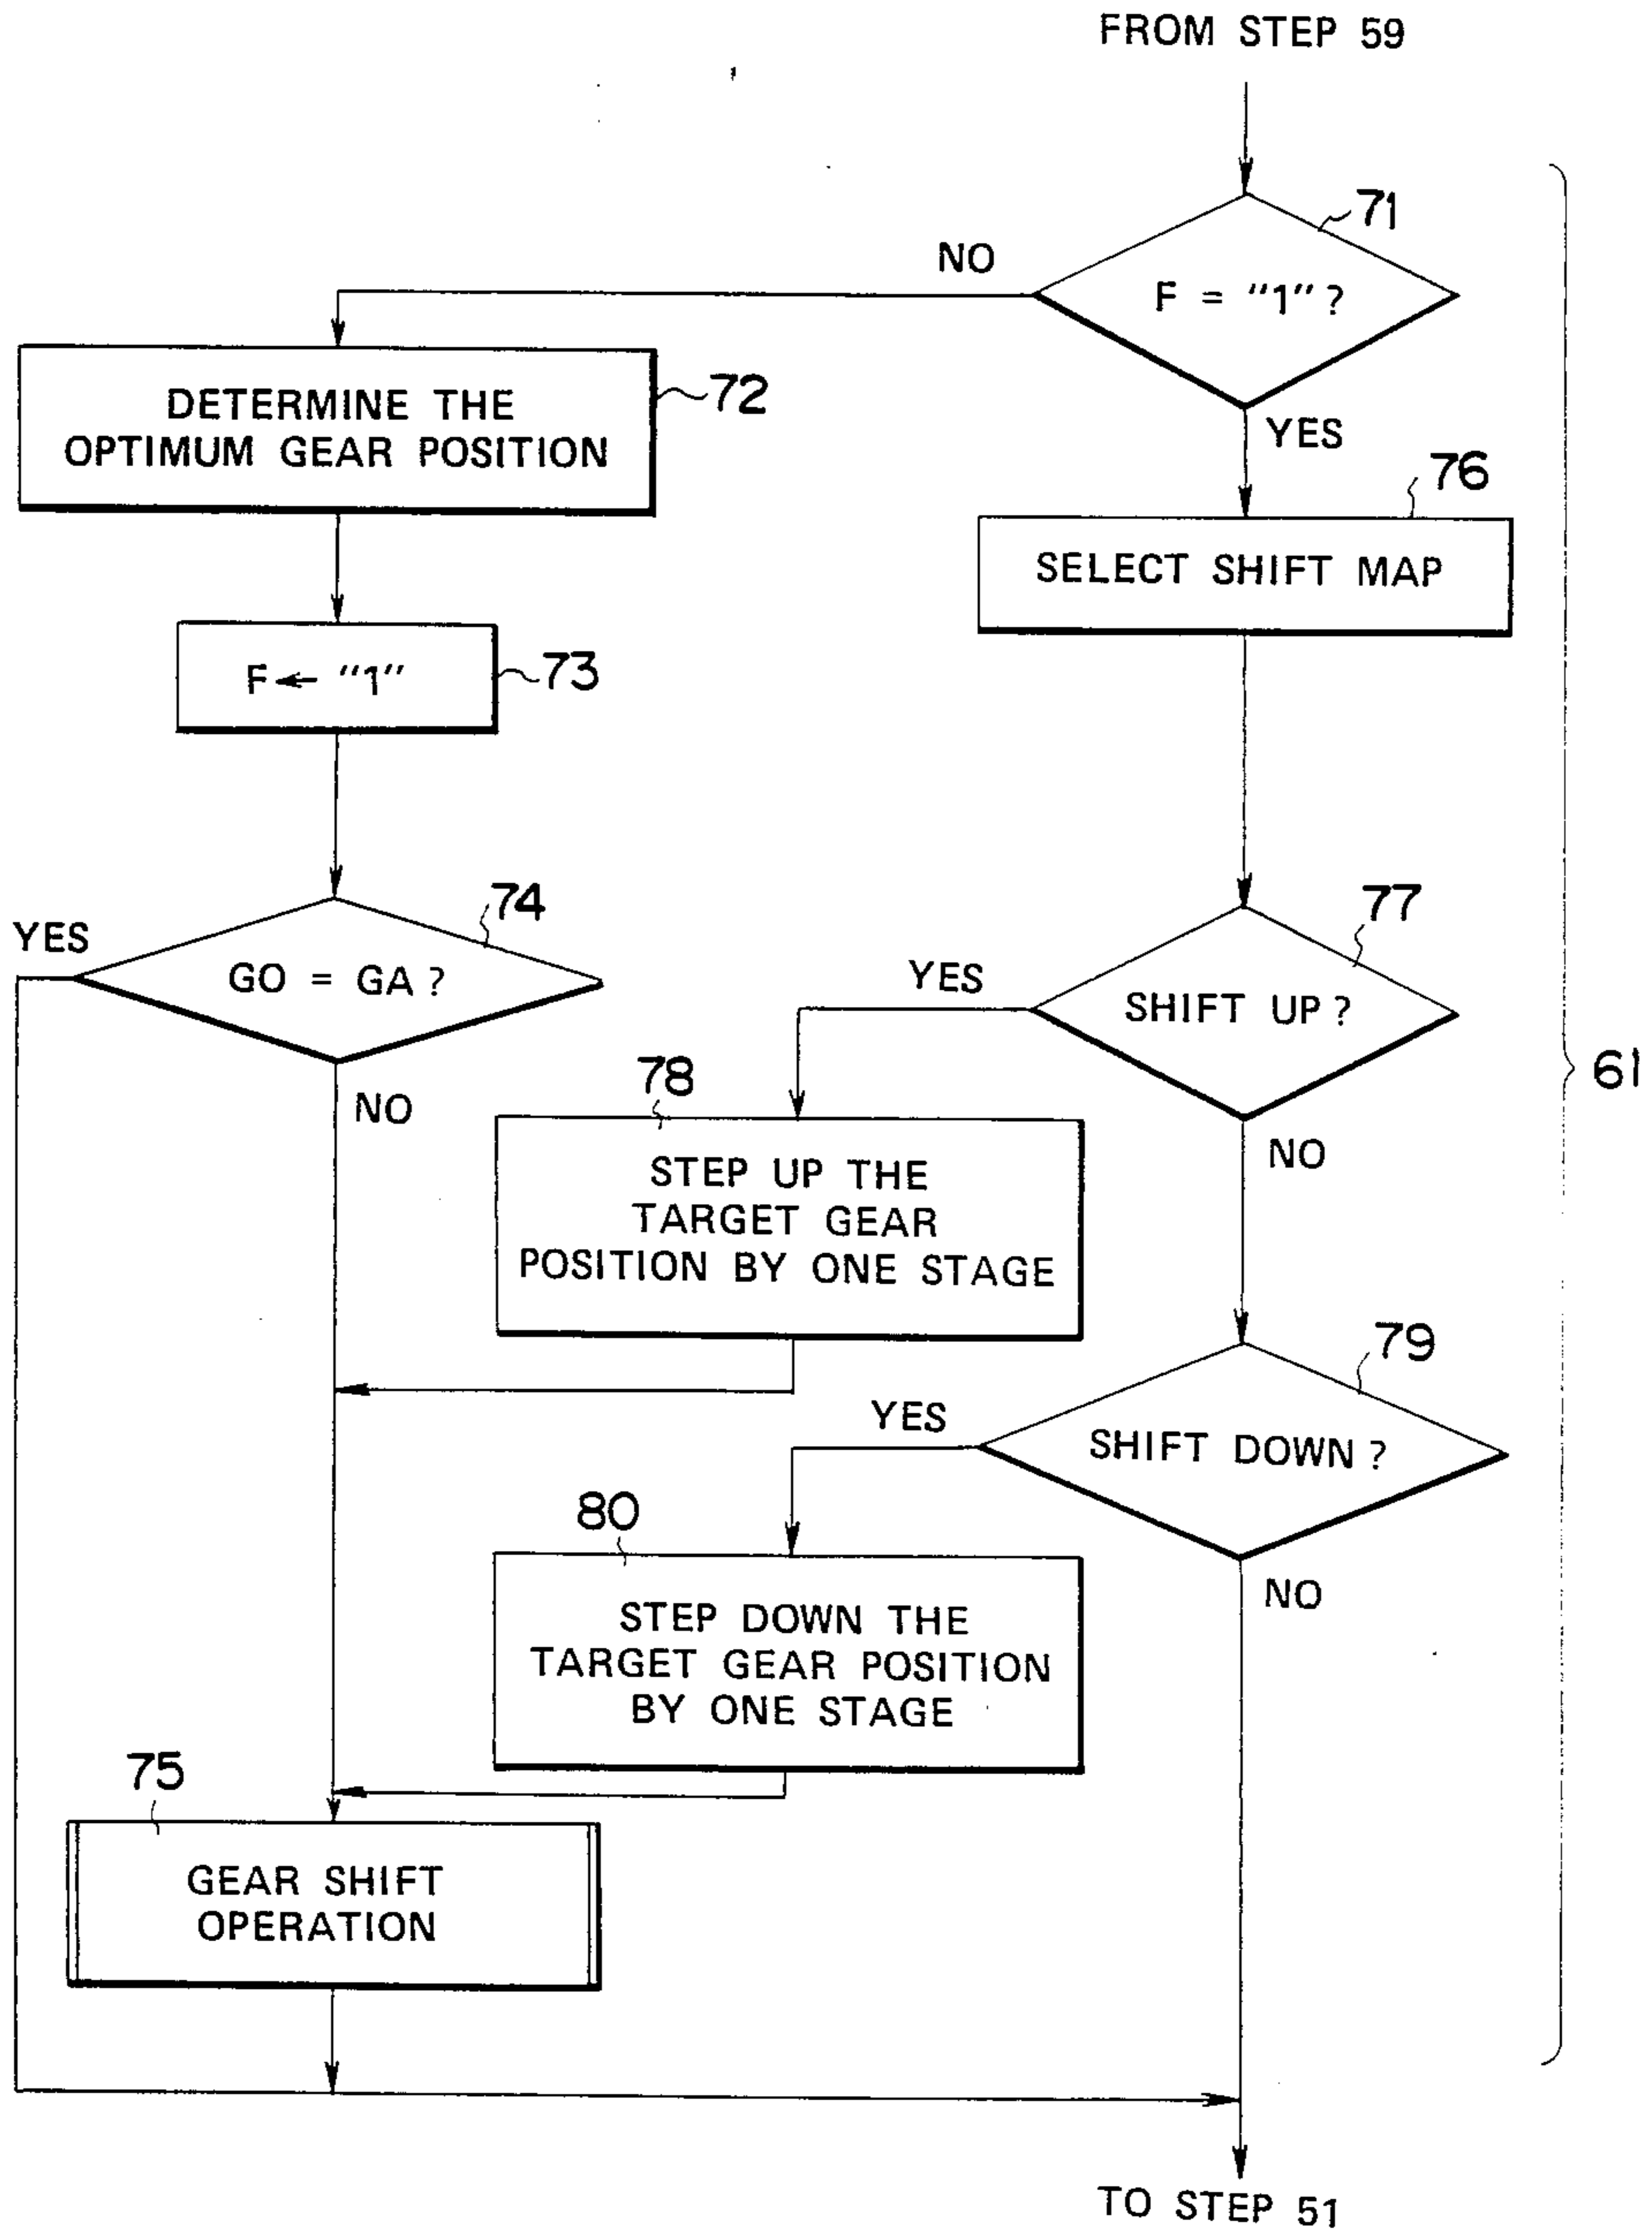 FROM STEP 59
71
NO
F = "1"?
YES
72
DETERMINE THE
OPTIMUM GEAR POSITION
76
SELECT SHIFT MAP
73
F ← "1"
74
YES
GO = GA?
NO
77
YES
SHIFT UP?
NO
61
78
STEP UP THE
TARGET GEAR
POSITION BY ONE STAGE
79
YES
SHIFT DOWN?
NO
80
STEP DOWN THE
TARGET GEAR POSITION
BY ONE STAGE
75
GEAR SHIFT
OPERATION
TO STEP 51